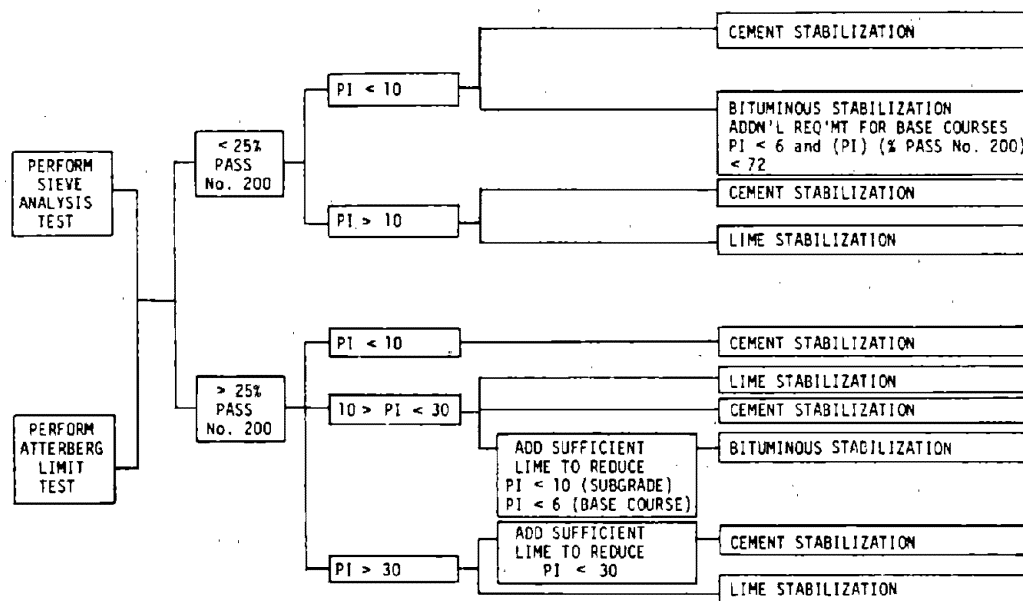 PERFORM
SIEVE
ANALYSIS
TEST
PERFORM
ATTERBERG
LIMIT
TEST
< 25%
PASS
No. 200
> 25%
PASS
No. 200
PI < 10
PI > 10
PI < 10
10 > PI < 30
PI > 30
ADD SUFFICIENT
LIME TO REDUCE
PI < 10 (SUBGRADE)
PI < 6 (BASE COURSE)
ADD SUFFICIENT
LIME TO REDUCE
PI < 30
CEMENT STABILIZATION
BITUMINOUS STABILIZATION
ADDN'L REQ'MT FOR BASE COURSES
PI < 6 and (PI) (% PASS No. 200)
< 72
CEMENT STABILIZATION
LIME STABILIZATION
CEMENT STABILIZATION
LIME STABILIZATION
CEMENT STABILIZATION
BITUMINOUS STABILIZATION
CEMENT STABILIZATION
LIME STABILIZATION